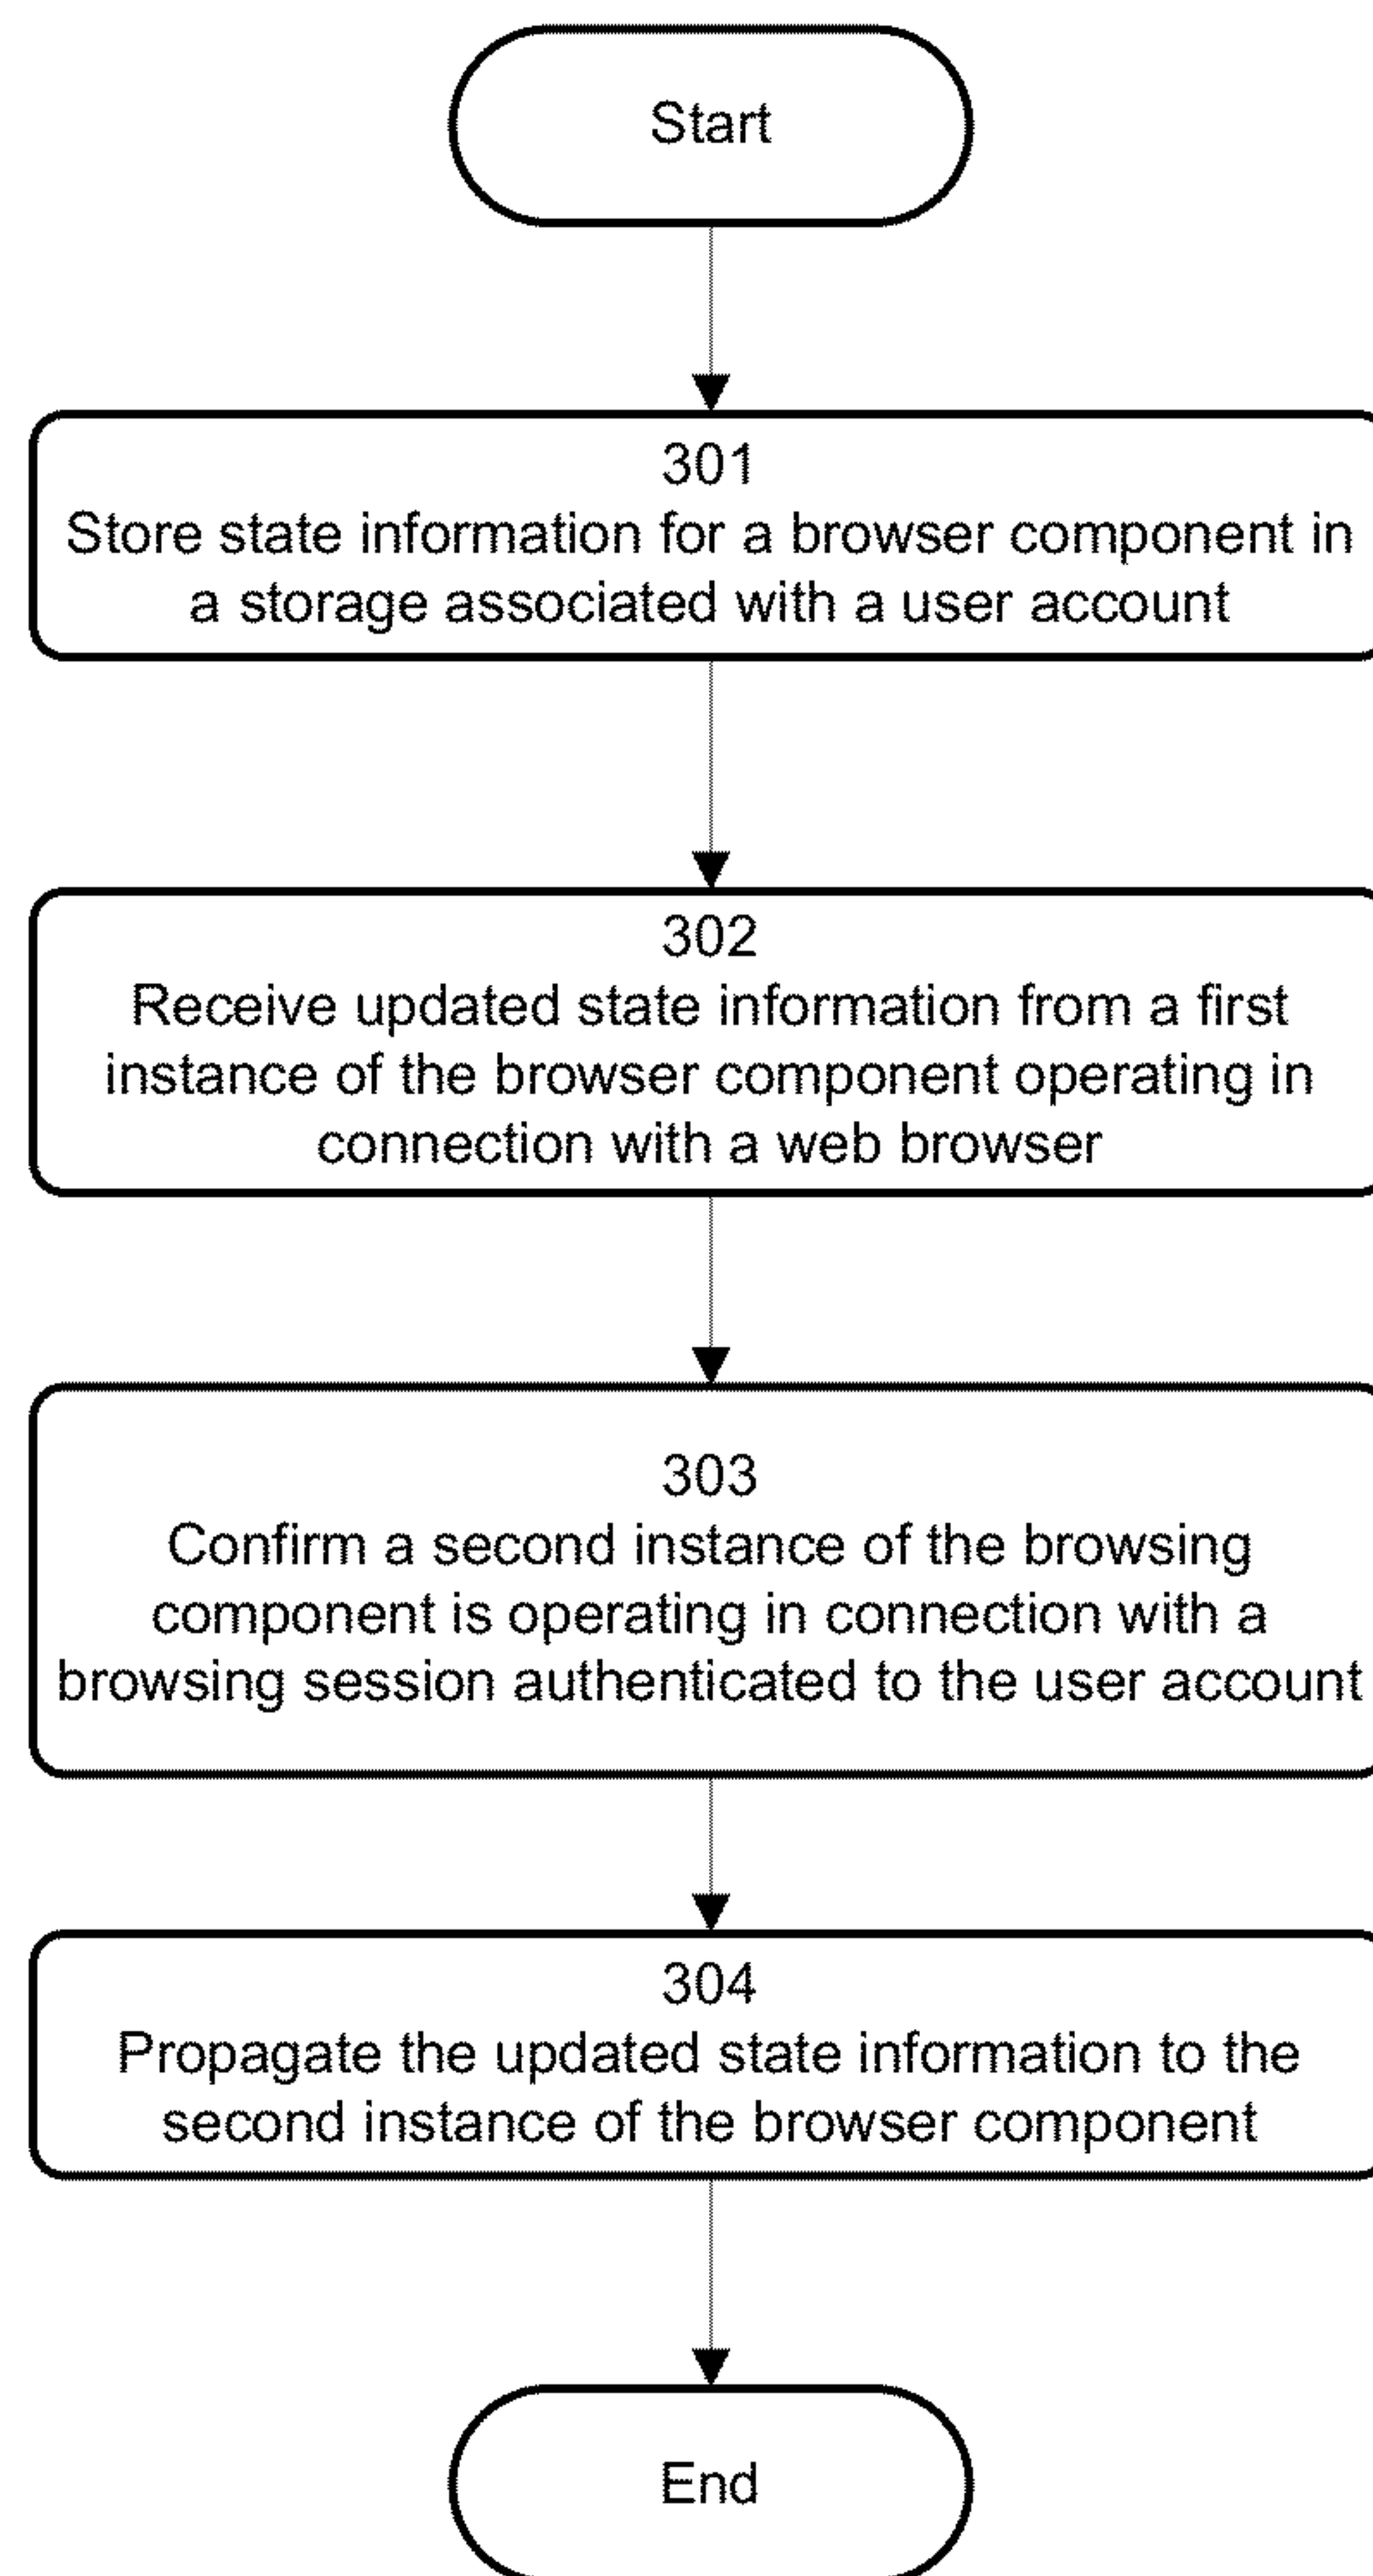 Start
301
Store state information for a browser component in
a storage associated with a user account
302
Receive updated state information from a first
instance of the browser component operating in
connection with a web browser
303
Confirm a second instance of the browsing
component is operating in connection with a
browsing session authenticated to the user account
304
Propagate the updated state information to the
second instance of the browser component
End